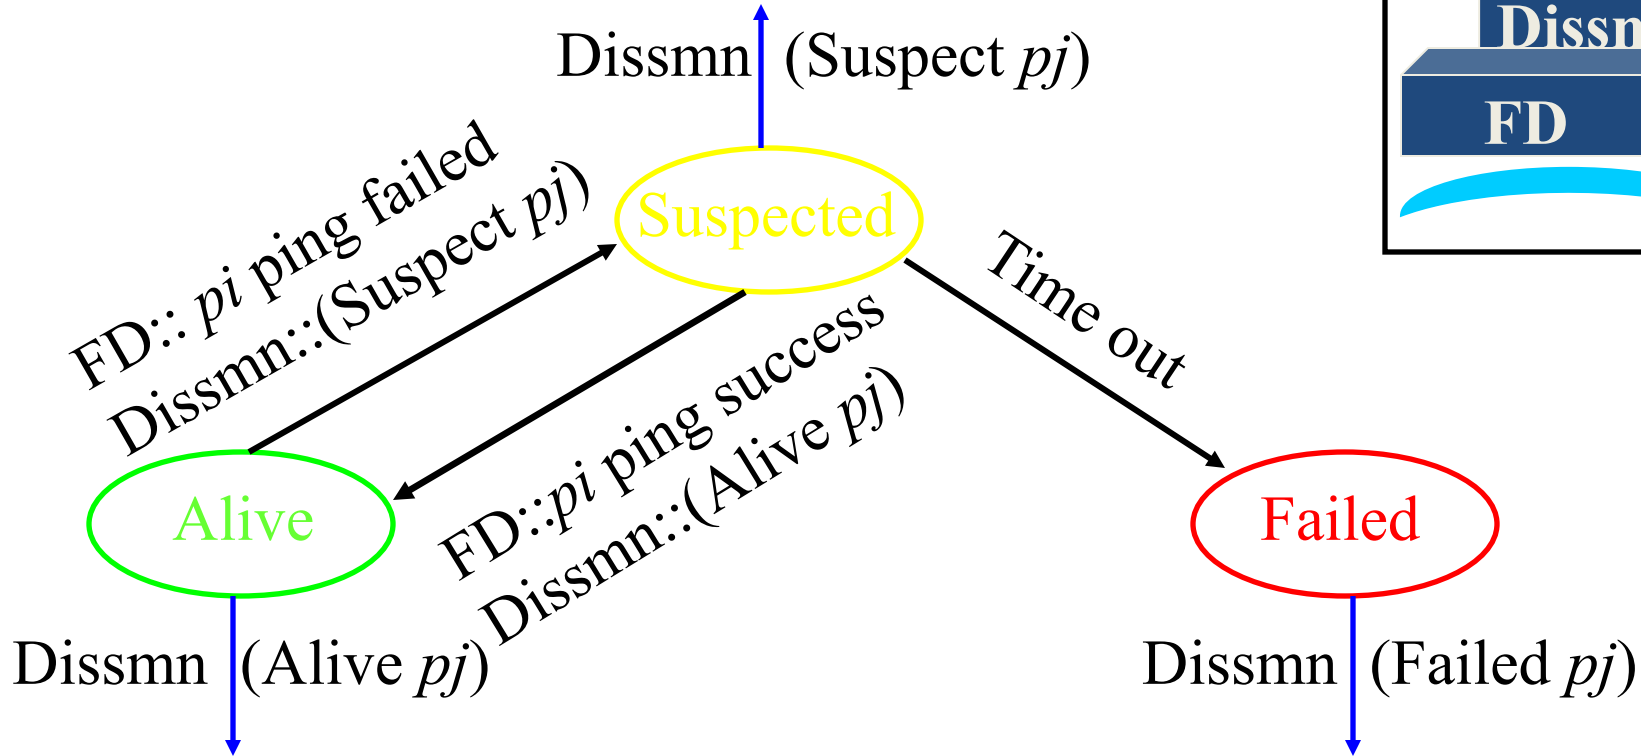 Dissmn (Suspect pj)
FD
FD:: pi ping failed
Dissmn::(Suspect pj)
Suspected
Time out
FD::pi ping success
Dissmn::(Alive pj)
Alive
Failed
Dissmn (Alive pj)
Dissmn (Failed pj)